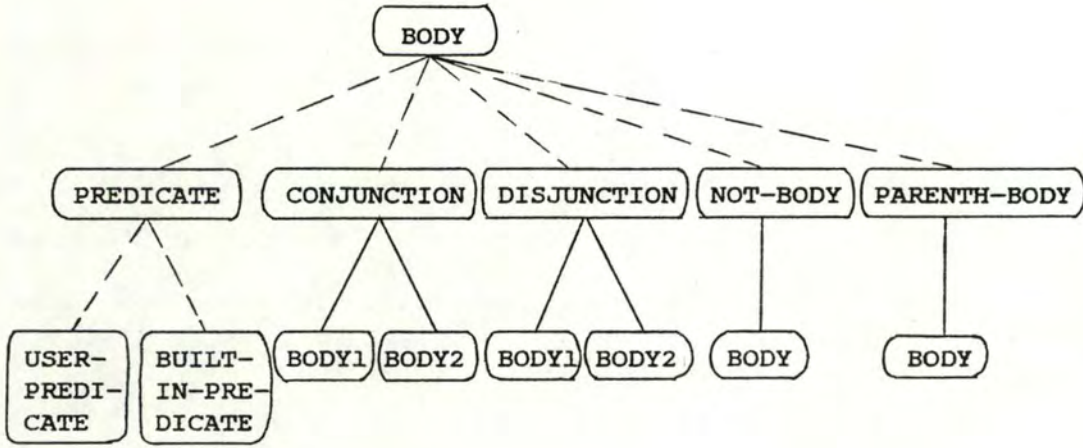 BODY
PREDICATE CONJUNCTION DISJUNCTION NOT-BODY PARENTH-BODY
USER-
PREDI-
CATE
BUILT-
IN-PRE-
DICATE
BODY1 BODY2 BODY1 BODY2 BODY BODY